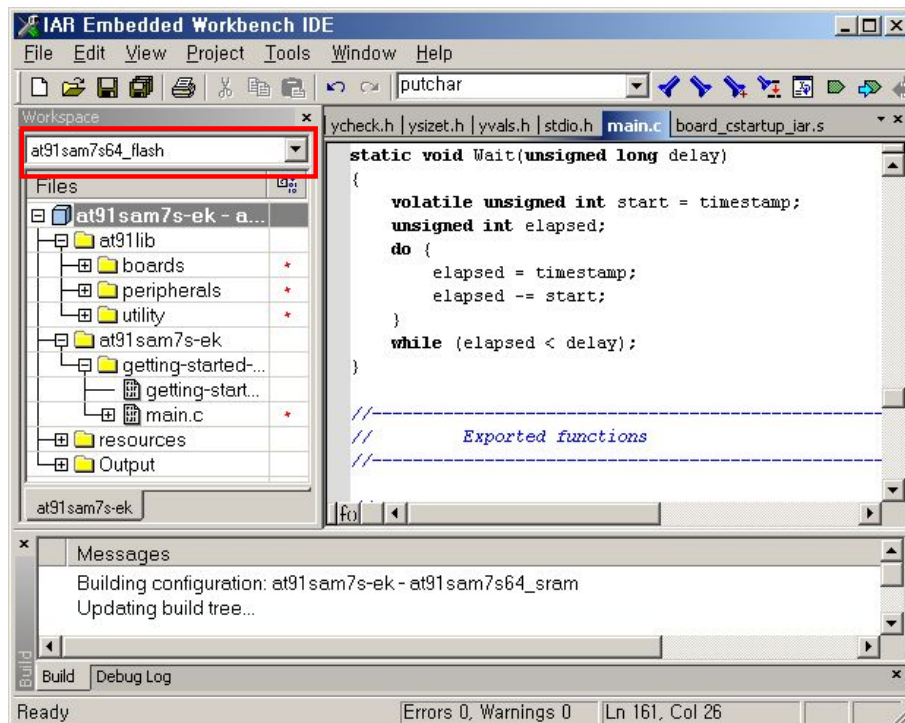 IAR Embedded Workbench IDE
File Edit View Project Tools Window Help
putchar
Workspace
at91sam7s64_flash
Files
at91sam7s-ek - a...
at91lib
boards
peripherals
utility
at91sam7s-ek
getting-started-...
getting-start...
main.c
resources
Output
at91sam7s-ek
ycheck.h ysizet.h yvals.h stdio.h main.c board_cstartup_iar.s
static void Wait(unsigned long delay)
{
volatile unsigned int start = timestamp;
unsigned int elapsed;
do {
elapsed = timestamp;
elapsed -= start;
}
while (elapsed < delay);
}
//------------------------------------------------------------------------------
// Exported functions
//------------------------------------------------------------------------------
fo
Messages
Building configuration: at91sam7s-ek - at91sam7s64_sram
Updating build tree...
Build
Build Debug Log
Ready Errors 0, Warnings 0 Ln 161, Col 26